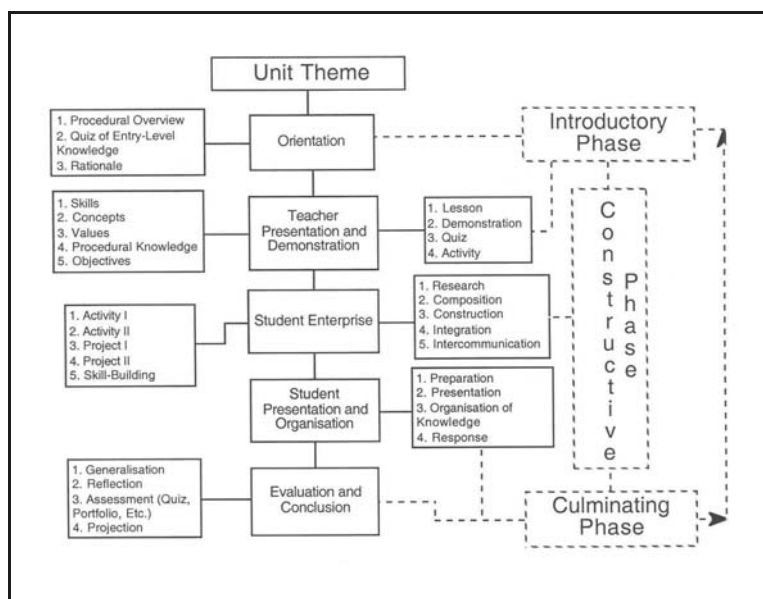 Unit Theme
1. Procedural Overview
2. Quiz of Entry-Level
Knowledge
3. Rationale
Orientation
Introductory
Phase
1. Skills
2. Concepts
3. Values
4. Procedural Knowledge
5. Objectives
Teacher
Presentation and
Demonstration
1. Lesson
2. Demonstration
3. Quiz
4. Activity
Constructive
Phase
1. Activity I
2. Activity II
3. Project I
4. Project II
5. Skill-Building
Student Enterprise
1. Research
2. Composition
3. Construction
4. Integration
5. Intercommunication
Student
Presentation and
Organisation
1. Preparation
2. Presentation
3. Organisation of
Knowledge
4. Response
1. Generalisation
2. Reflection
3. Assessment (Quiz,
Portfolio, Etc.)
4. Projection
Evaluation and
Conclusion
Culminating
Phase